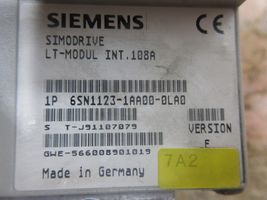 SIEMENS
CE
SIMODRIVE
LT-MODUL INT.108A
1P 6SN1123-1AA00-0LA0
S T-J91107079
VERSION
GWE-566008901019
E
7A2
Made in Germany